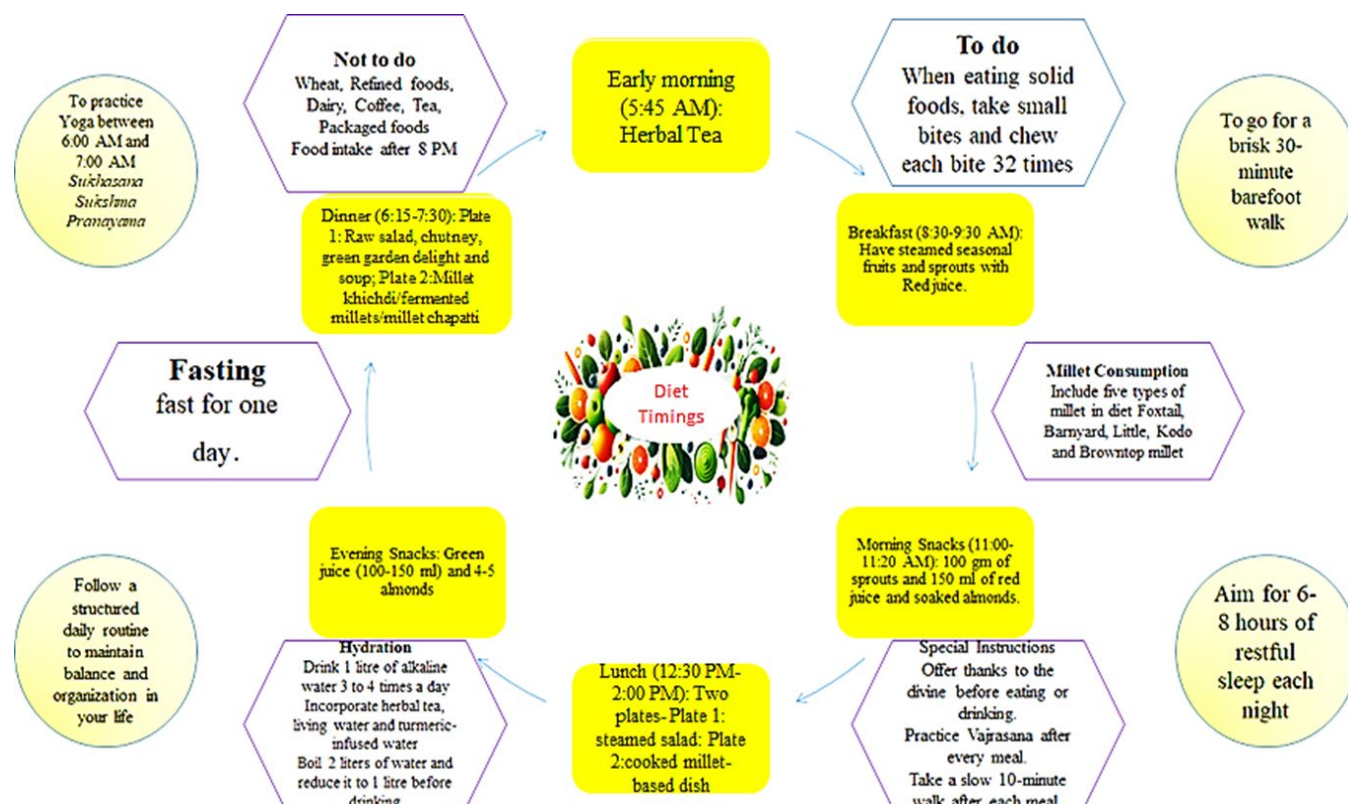 Not to do
Wheat, Refined foods,
Dairy, Coffee, Tea,
Packaged foods
Food intake after 8 PM
Early morning
(5:45 AM):
Herbal Tea
To do
When eating solid
foods, take small
bites and chew
each bite 32 times
To practice
Yoga between
6:00 AM and
7:00 AM
Sukhasana
Sukshma
Pranayama
To go for a
brisk 30-
minute
barefoot
walk
Dinner (6:15-7:30): Plate
1: Raw salad, chutney,
green garden delight and
soup; Plate 2:Millet
khichdi/fermented
millets/millet chapatti
Breakfast (8:30-9:30 AM):
Have steamed seasonal
fruits and sprouts with
Red juice.
Fasting
fast for one
day.
Diet
Timings
Millet Consumption
Include five types of
millet in diet Foxtail,
Barnyard, Little, Kodo
and Browntop millet
Evening Snacks: Green
juice (100-150 ml) and 4-5
almonds
Morning Snacks (11:00-
11:20 AM): 100 gm of
sprouts and 150 ml of red
juice and soaked almonds.
Follow a
structured
daily routine
to maintain
balance and
organization in
your life
Hydration
Drink 1 litre of alkaline
water 3 to 4 times a day
Incorporate herbal tea,
living water and turmeric-
infused water
Boil 2 liters of water and
reduce it to 1 litre before
drinking
Lunch (12:30 PM-
2:00 PM): Two
plates- Plate 1:
steamed salad: Plate
2:cooked millet-
based dish
Special Instructions
Offer thanks to the
divine before eating or
drinking.
Practice Vajrasana after
every meal.
Take a slow 10-minute
walk after each meal
Aim for 6-
8 hours of
restful
sleep each
night